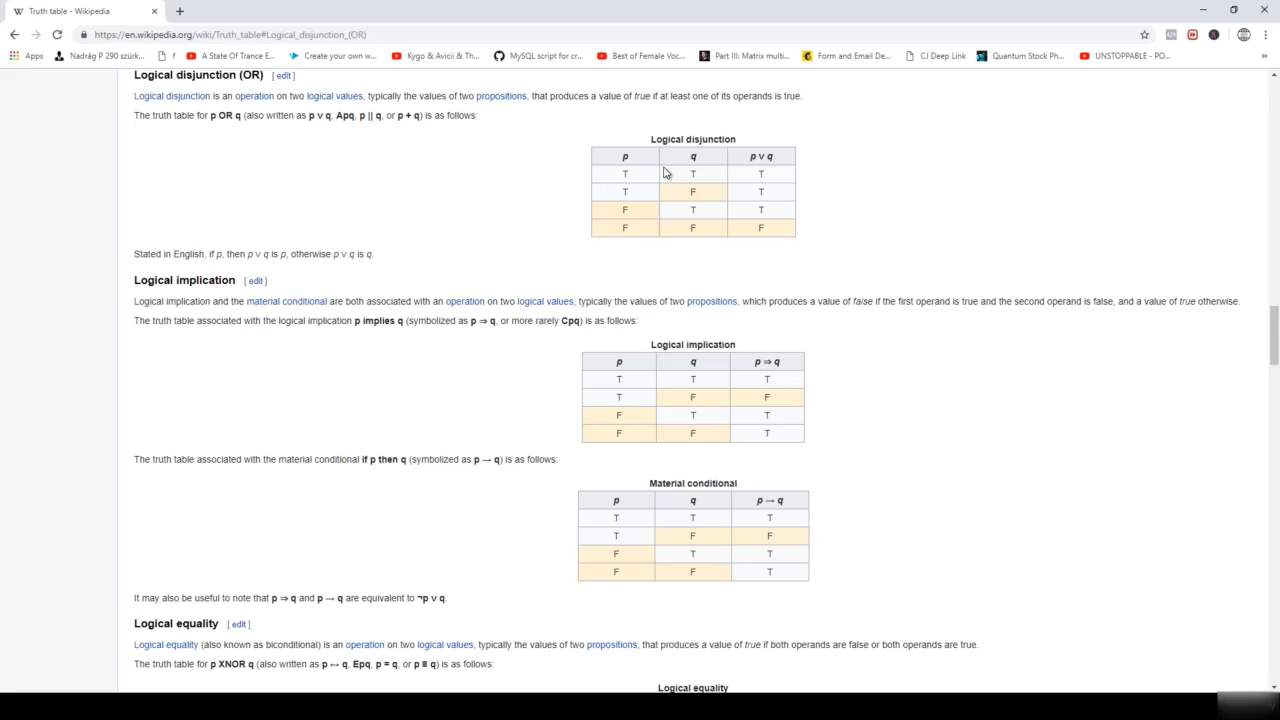 Truth table - Wikipedia
https://en.wikipedia.org/wiki/Truth_table#Logical_disjunction_(OR)
Apps Nadrág P 290 szürk... f A State Of Trance E... Create your own w... Kygo & Avicii & Th... MySQL script for cr... Best of Female Voc... Part III: Matrix multi... Form and Email De... CJ Deep Link Quantum Stock Ph... UNSTOPPABLE - PO...
Logical disjunction (OR) [ edit ]
Logical disjunction is an operation on two logical values, typically the values of two propositions, that produces a value of true if at least one of its operands is true.
The truth table for p OR q (also written as p ∨ q, Apq, p || q, or p + q) is as follows:
Logical disjunction
p q p ∨ q
T T T
T F T
F T T
F F F
Stated in English, if p, then p ∨ q is p, otherwise p ∨ q is q.
Logical implication [ edit ]
Logical implication and the material conditional are both associated with an operation on two logical values, typically the values of two propositions, which produces a value of false if the first operand is true and the second operand is false, and a value of true otherwise.
The truth table associated with the logical implication p implies q (symbolized as p ⇒ q, or more rarely Cpq) is as follows:
Logical implication
p q p ⇒ q
T T T
T F F
F T T
F F T
The truth table associated with the material conditional if p then q (symbolized as p → q) is as follows:
Material conditional
p q p → q
T T T
T F F
F T T
F F T
It may also be useful to note that p ⇒ q and p → q are equivalent to ¬p ∨ q.
Logical equality [ edit ]
Logical equality (also known as biconditional) is an operation on two logical values, typically the values of two propositions, that produces a value of true if both operands are false or both operands are true.
The truth table for p XNOR q (also written as p ↔ q, Epq, p = q, or p ≡ q) is as follows:
Logical equality